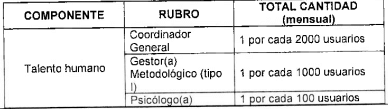 COMPONENTE RUBRO TOTAL CANTIDAD
(mensual)
Talento humano
Coordinador
General
1 por cada 2000 usuarios
Gestor(a)
Metodológico (tipo
I)
1 por cada 1000 usuarios
Psicólogo(a) 1 por cada 100 usuarios